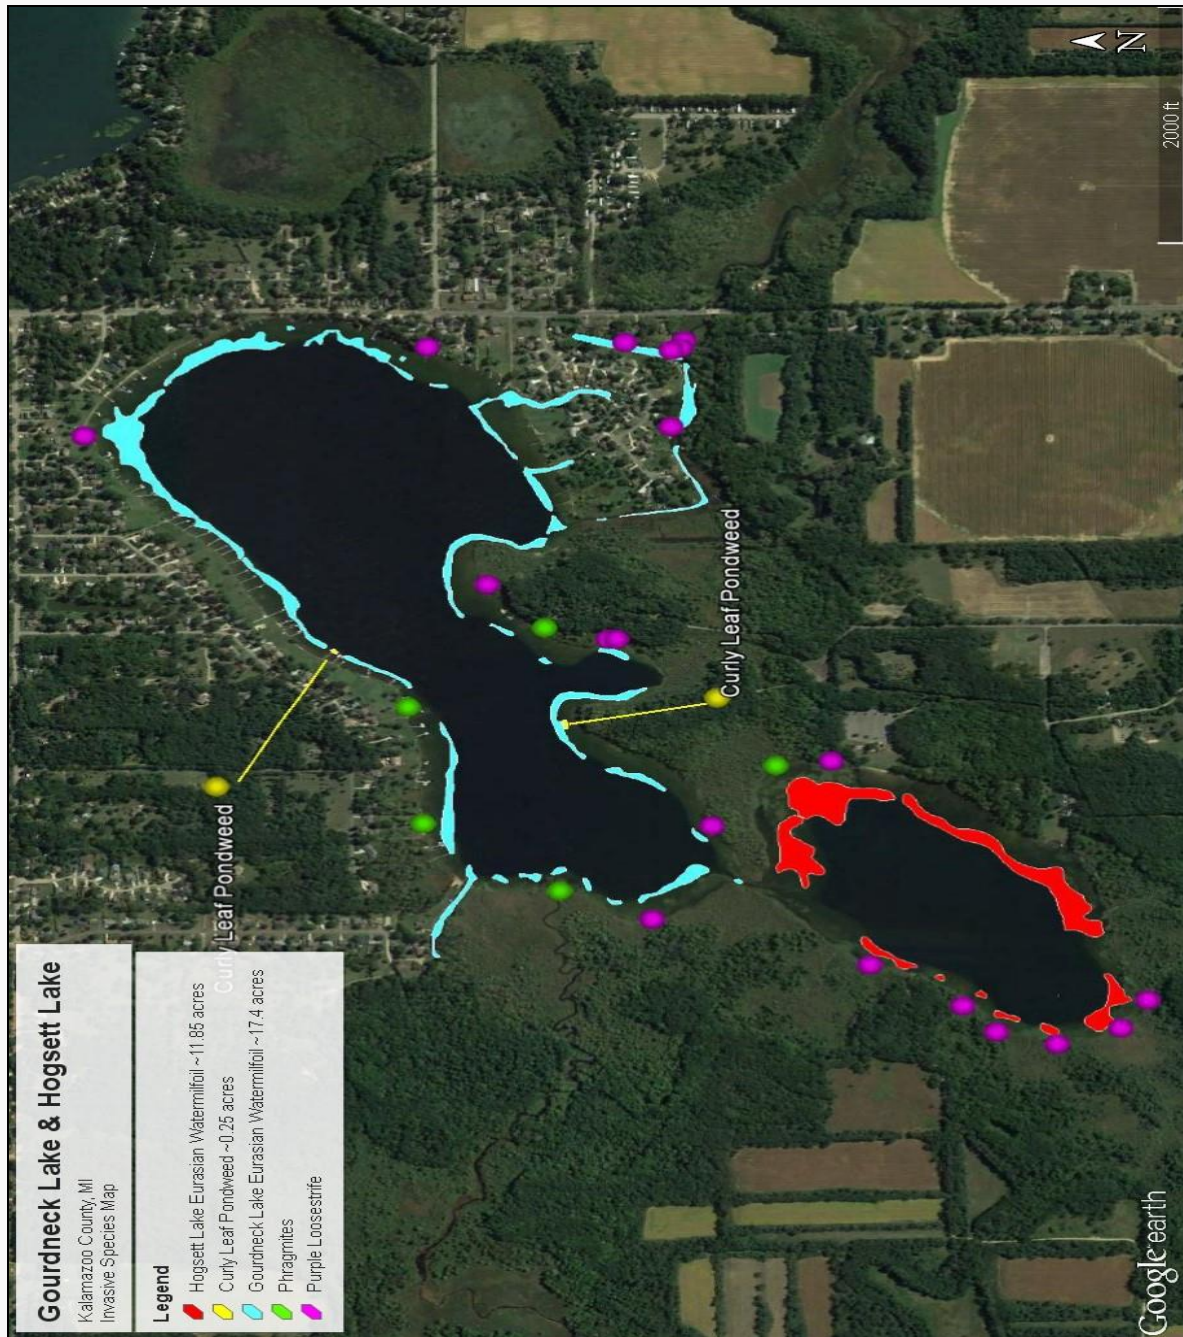 Gourdneck Lake & Hogsett Lake
Kalamazoo County, MI
Invasive Species Map
Legend
Hogsett Lake Eurasian Watermilfoil ~11.85 acres
Curly Leaf Pondweed ~0.25 acres
Gourdneck Lake Eurasian Watermilfoil ~17.4 acres
Phragmites
Purple Loosestrife
Curly Leaf Pondweed
Curly Leaf Pondweed
N
2000 ft
Google earth